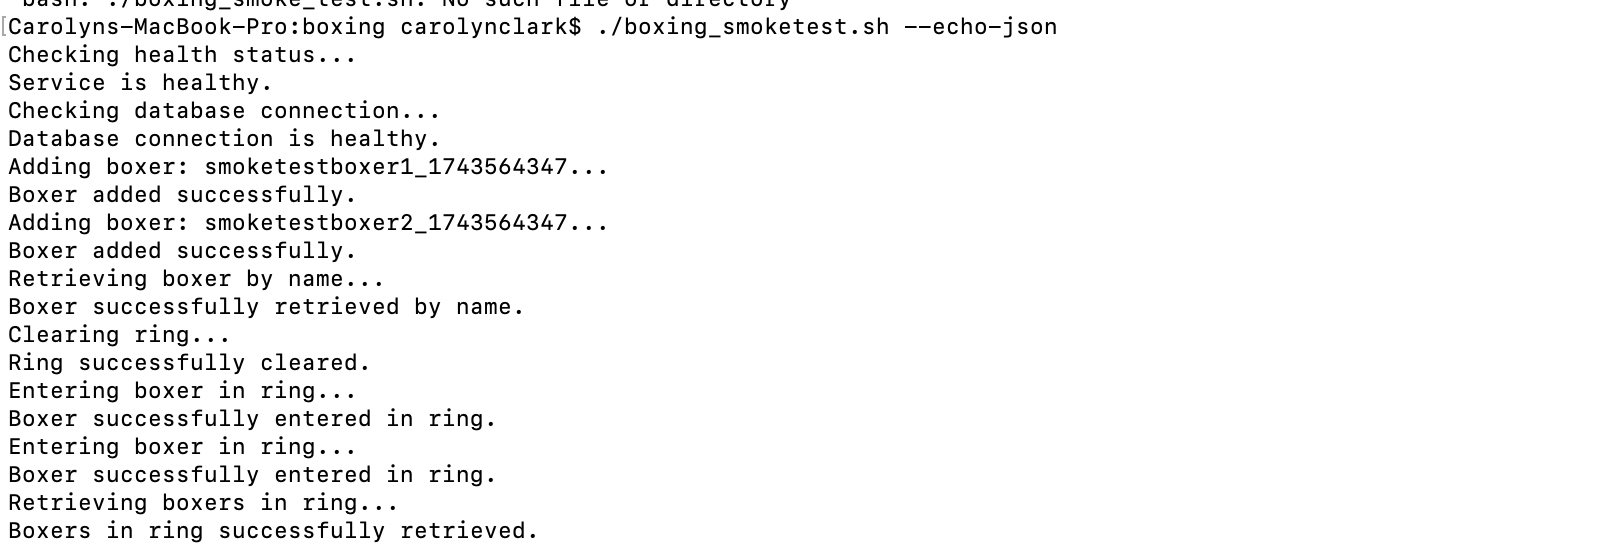 bash: ./boxing_smoke_test.sh: No such file or directory
[Carolyns-MacBook-Pro:boxing carolynclark$ ./boxing_smoketest.sh --echo-json
Checking health status...
Service is healthy.
Checking database connection...
Database connection is healthy.
Adding boxer: smoketestboxer1_1743564347...
Boxer added successfully.
Adding boxer: smoketestboxer2_1743564347...
Boxer added successfully.
Retrieving boxer by name...
Boxer successfully retrieved by name.
Clearing ring...
Ring successfully cleared.
Entering boxer in ring...
Boxer successfully entered in ring.
Entering boxer in ring...
Boxer successfully entered in ring.
Retrieving boxers in ring...
Boxers in ring successfully retrieved.